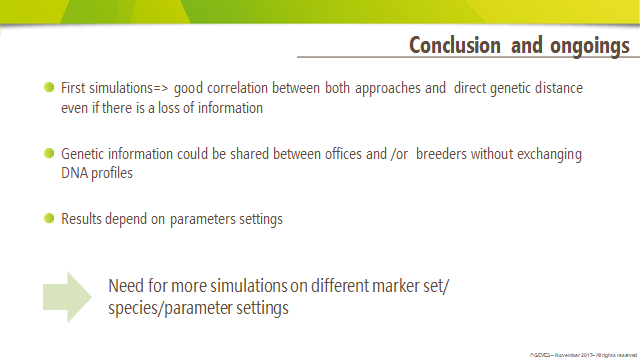 Conclusion and ongoings
First simulations=> good correlation between both approaches and direct genetic distance
even if there is a loss of information
Genetic information could be shared between offices and /or breeders without exchanging
DNA profiles
Results depend on parameters settings
Need for more simulations on different marker set/
species/parameter settings
November 2017– All rights reserved